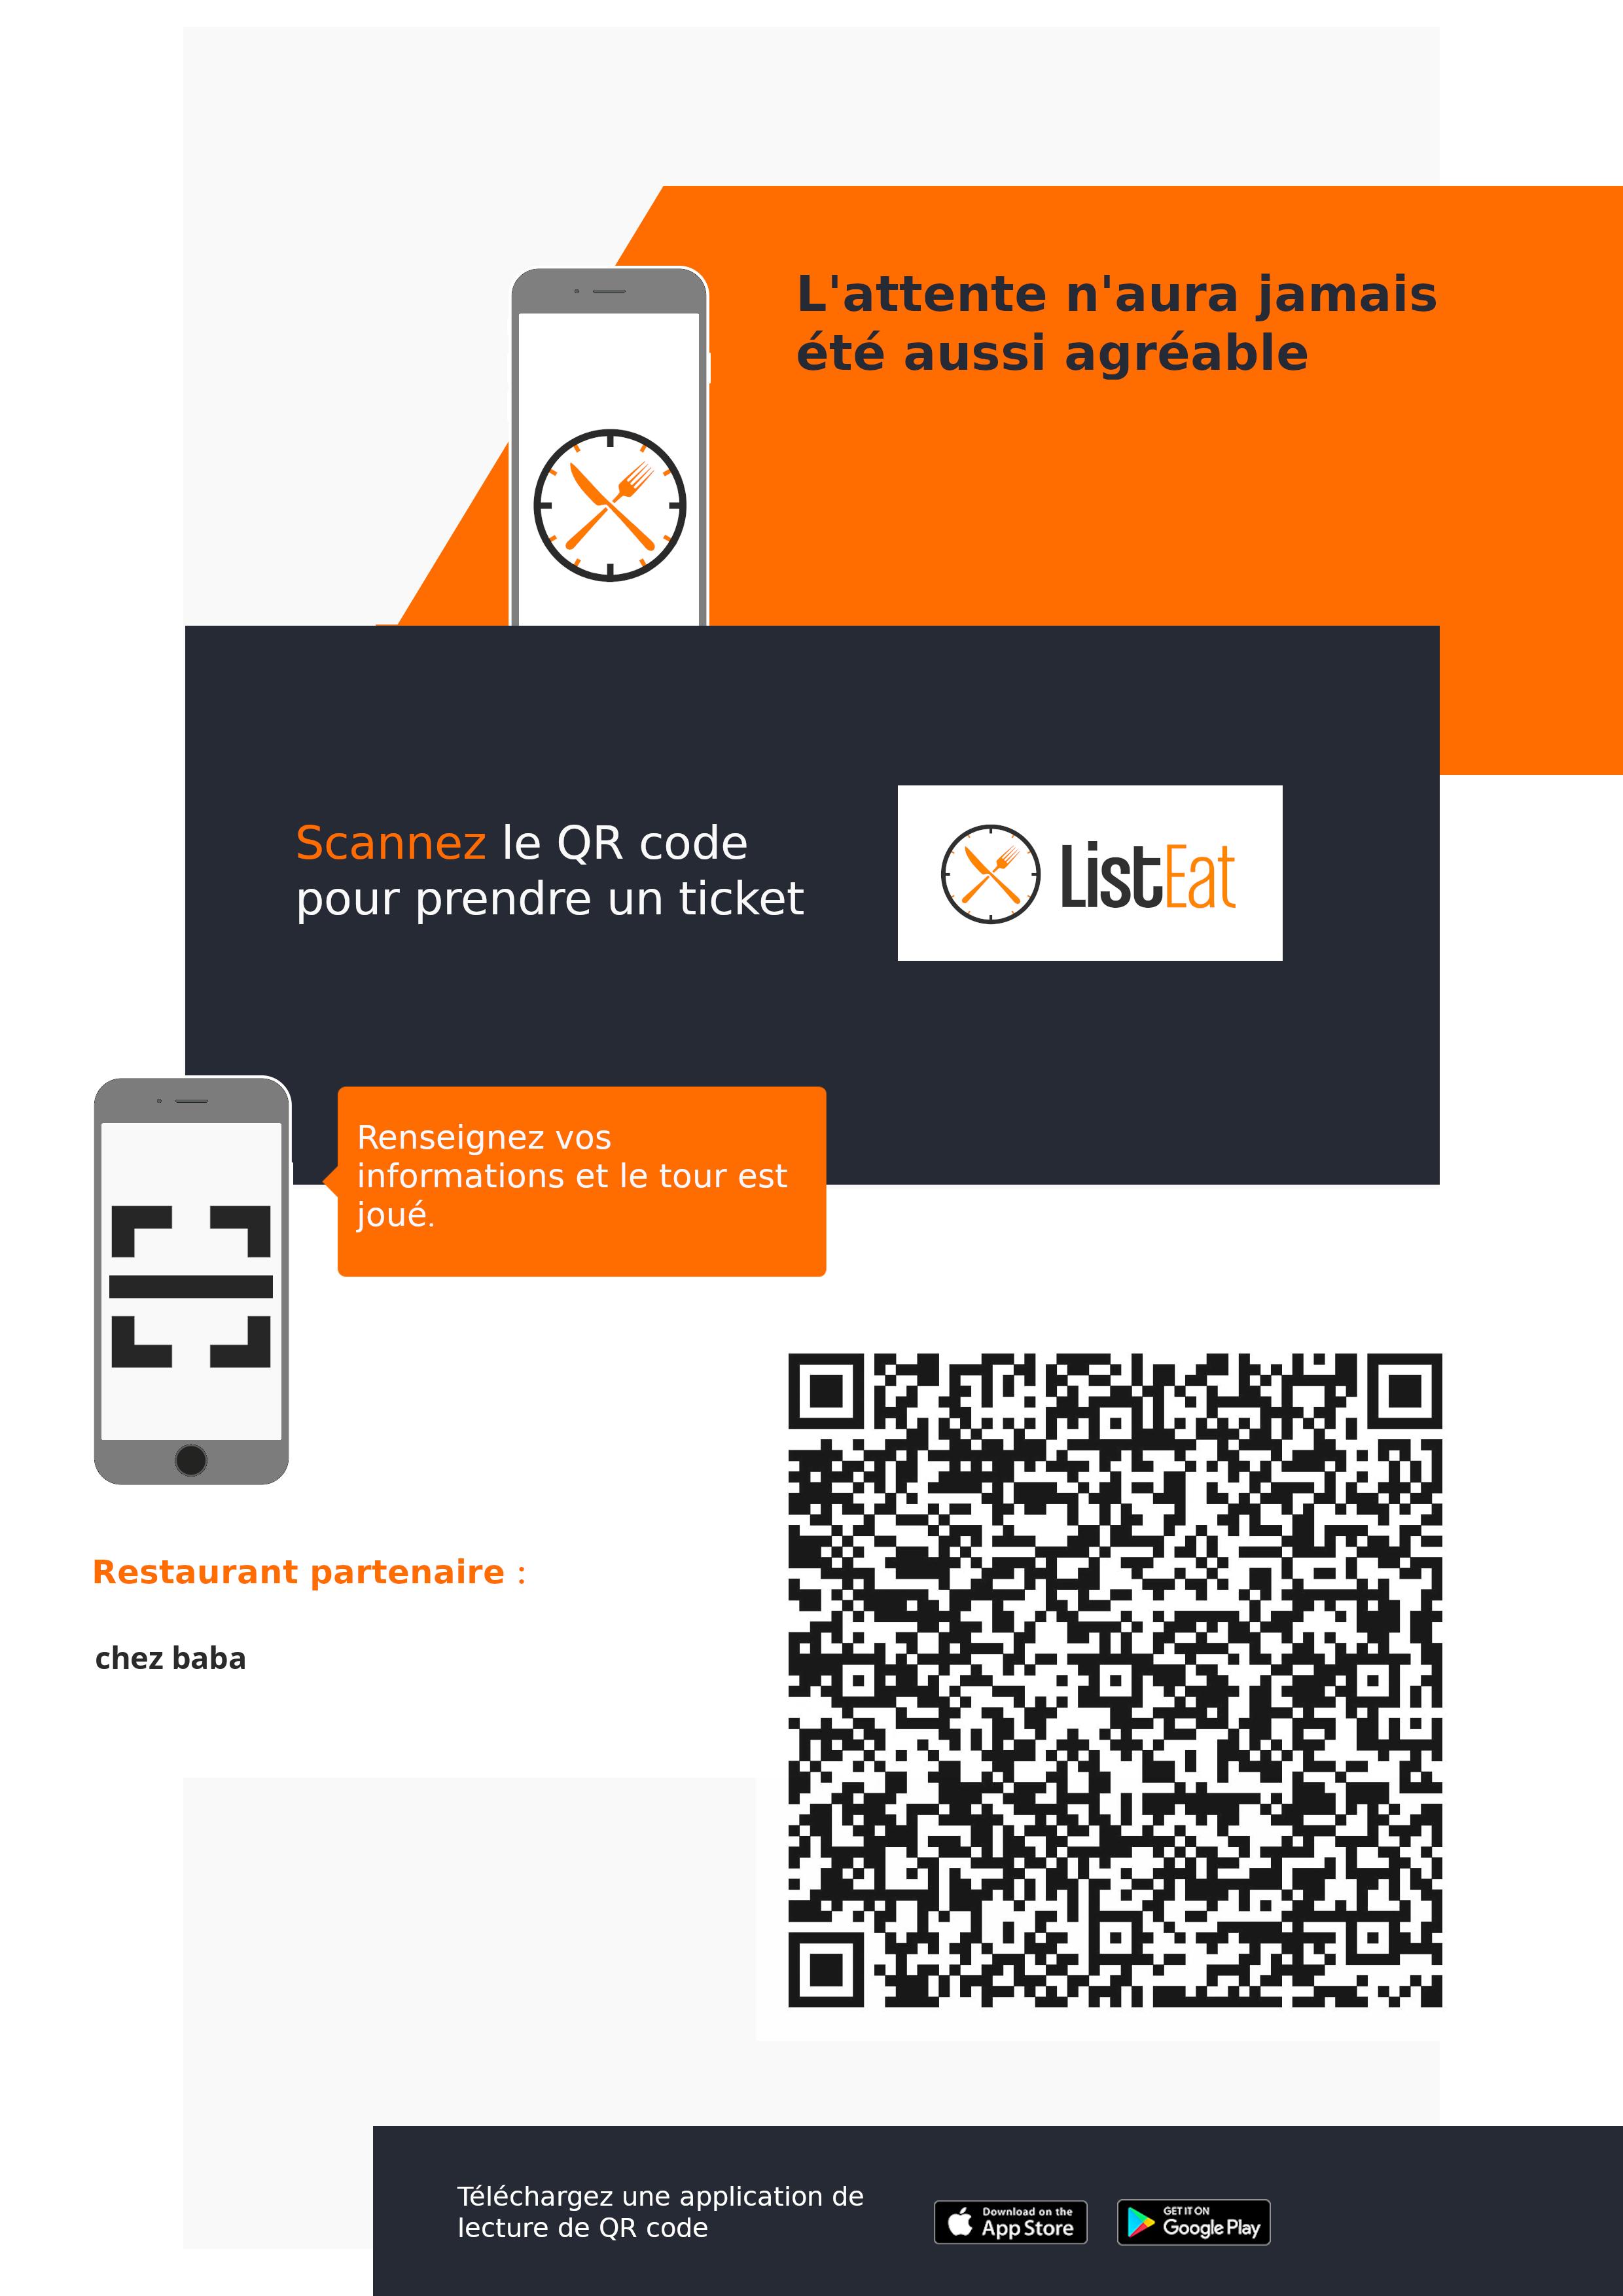 L'attente n'aura jamais
été aussi agréable
Scannez le QR code
pour prendre un ticket
ListEat
Renseignez vos
informations et le tour est
joué.
Restaurant partenaire :
chez baba
Téléchargez une application de
lecture de QR code
Download on the
App Store
GET IT ON
Google Play